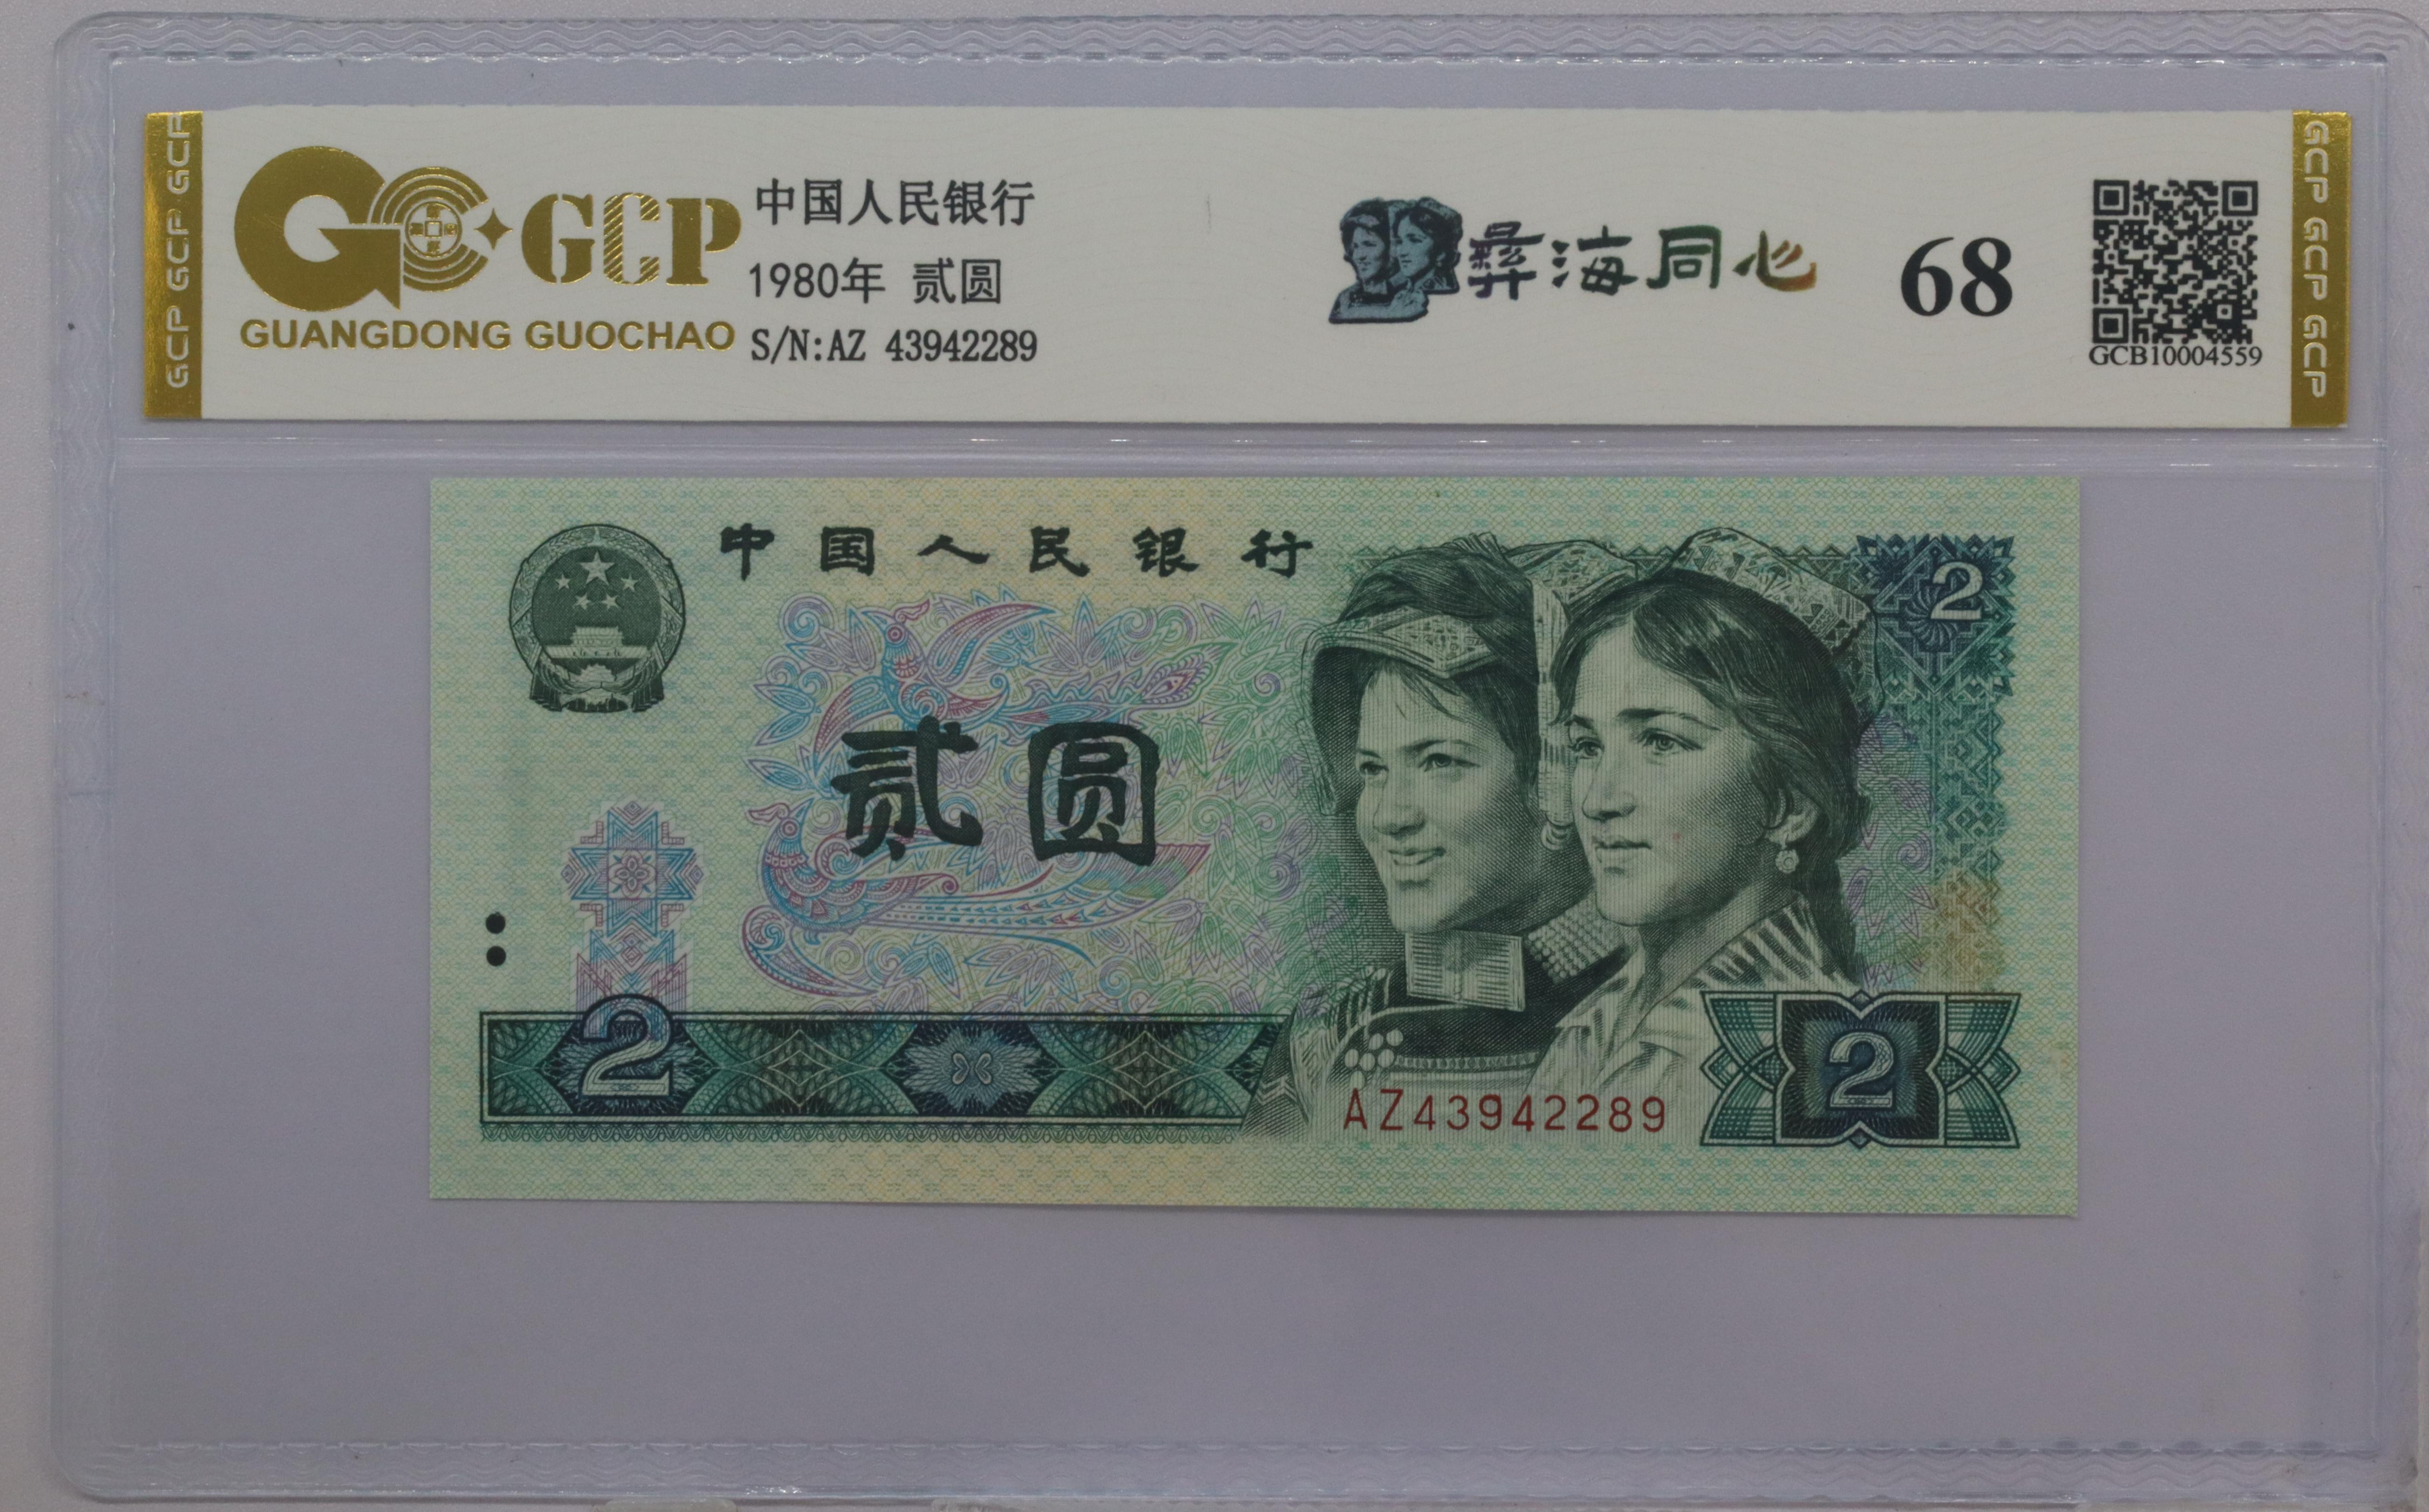 GCP GCP GCP
GCP
GUANGDONG GUOCHAO
中国人民银行
1980年 贰圆
S/N:AZ 43942289
彝海同心
68
GCB10004559
GCP GCP GCP
中国人民银行
2
贰圆
2
AZ43942289
2